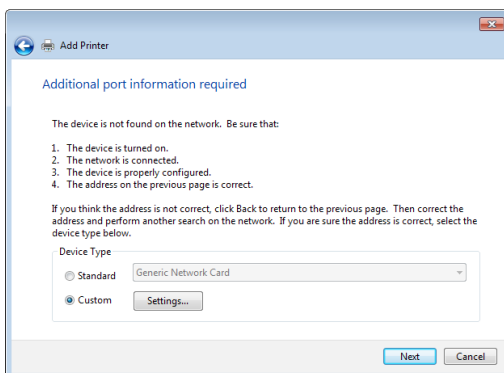 Add Printer
Additional port information required
The device is not found on the network. Be sure that:
1. The device is turned on.
2. The network is connected.
3. The device is properly configured.
4. The address on the previous page is correct.
If you think the address is not correct, click Back to return to the previous page. Then correct the
address and perform another search on the network. If you are sure the address is correct, select the
device type below.
Device Type
Standard Generic Network Card
Custom Settings...
Next Cancel